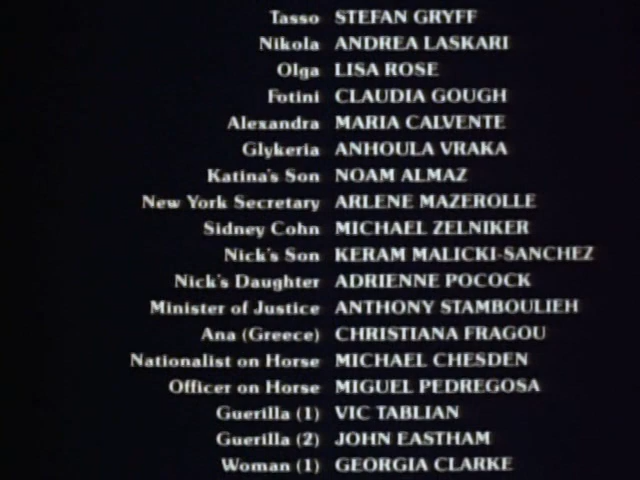 Tasso STEFAN GRYFF
Nikola ANDREA LASKARI
Olga LISA ROSE
Fotini CLAUDIA GOUGH
Alexandra MARIA CALVENTE
Glykeria ANHOULA VRAKA
Katina's Son NOAM ALMAZ
New York Secretary ARLENE MAZEROLLE
Sidney Cohn MICHAEL ZELNIKER
Nick's Son KERAM MALICKI-SANCHEZ
Nick's Daughter ADRIENNE POCOCK
Minister of Justice ANTHONY STAMBOULIEH
Ana (Greece) CHRISTIANA FRAGOU
Nationalist on Horse MICHAEL CHESDEN
Officer on Horse MIGUEL PEDREGOSA
Guerilla (1) VIC TABLIAN
Guerilla (2) JOHN EASTHAM
Woman (1) GEORGIA CLARKE